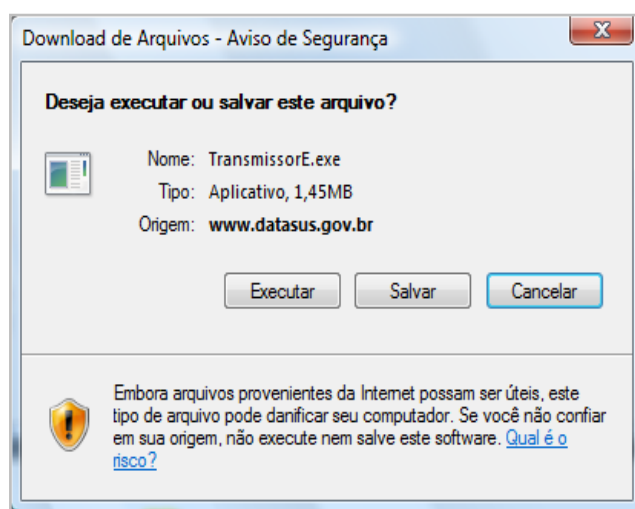 Download de Arquivos - Aviso de Segurança
X
Deseja executar ou salvar este arquivo?
Nome: TransmissorE.exe
Tipo: Aplicativo, 1,45MB
Origem: www.datasus.gov.br
Executar Salvar Cancelar
Embora arquivos provenientes da Internet possam ser úteis, este
tipo de arquivo pode danificar seu computador. Se você não confiar
em sua origem, não execute nem salve este software. Qual é o
risco?